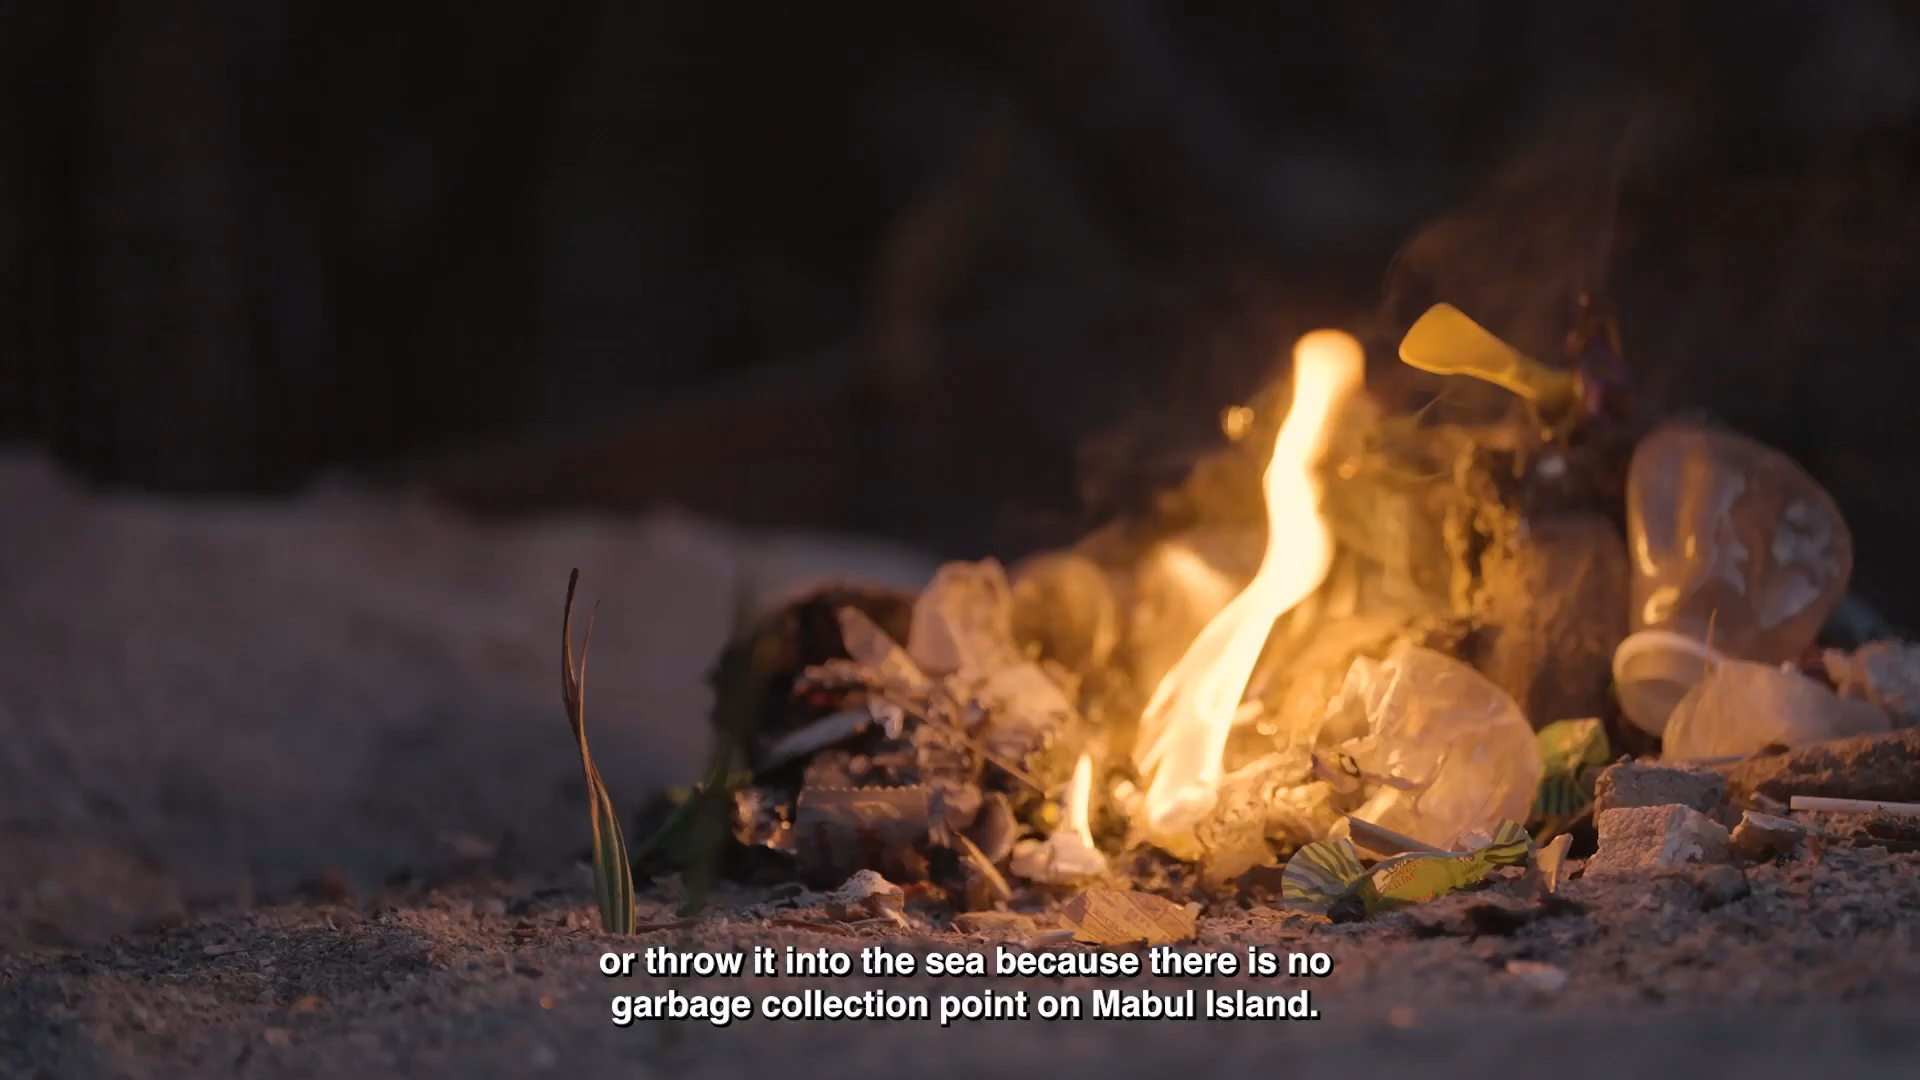 or throw it into the sea because there is no
garbage collection point on Mabul Island.